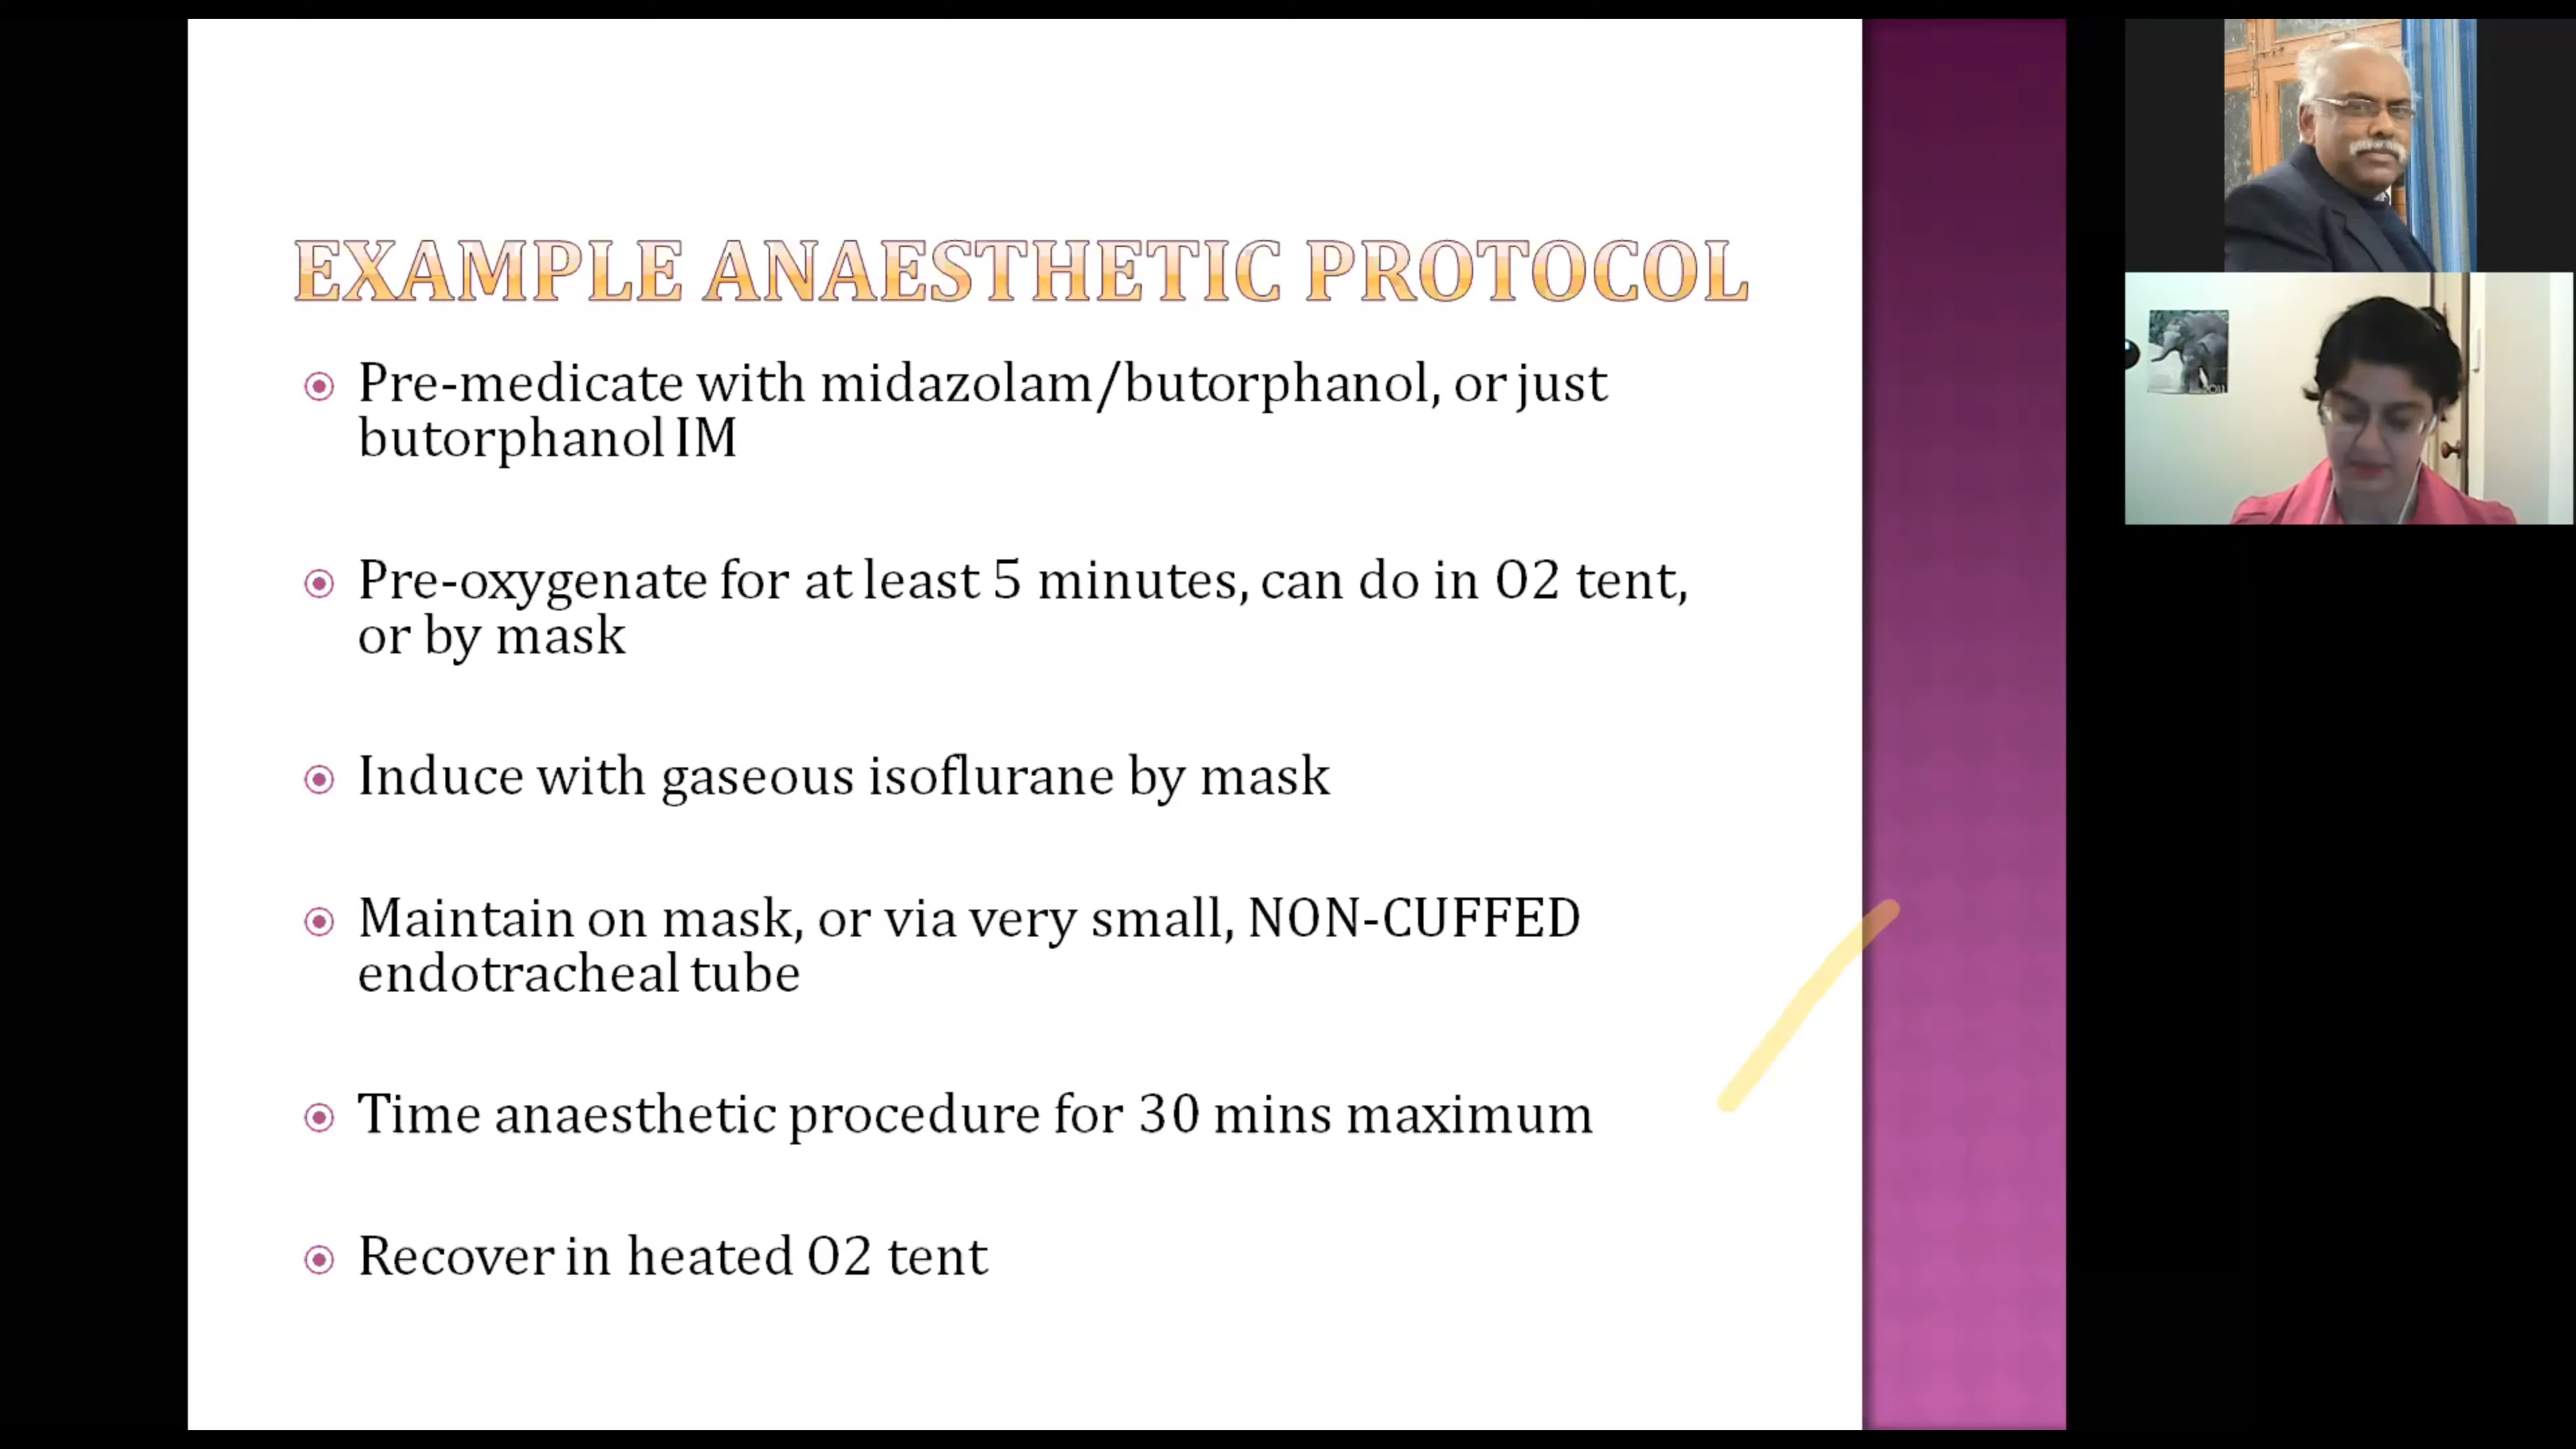 EXAMPLE ANAESTHETIC PROTOCOL
Pre-medicate with midazolam/butorphanol, or just
butorphanol IM
Pre-oxygenate for at least 5 minutes, can do in O2 tent,
or by mask
Induce with gaseous isoflurane by mask
Maintain on mask, or via very small, NON-CUFFED
endotracheal tube
Time anaesthetic procedure for 30 mins maximum
Recover in heated O2 tent
2011